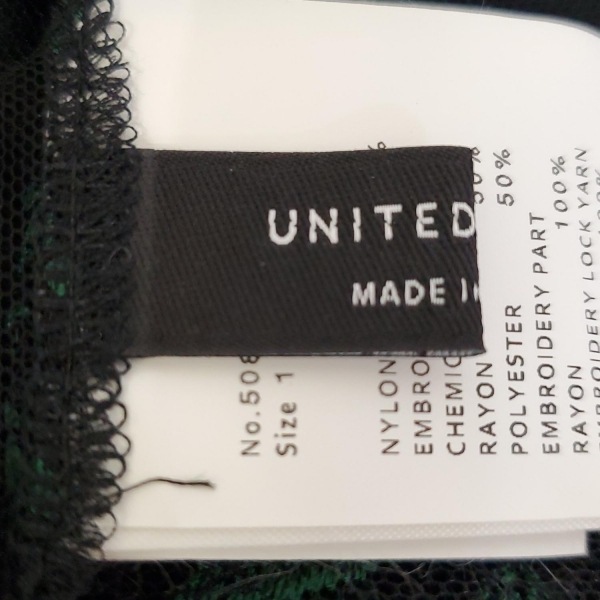 UNITED
MADE I
No.508
Size 1
NYLON
EMBRO
CHEMIC
RAYON 50%
POLYESTER 50%
EMBROIDERY PART
RAYON 100%
EMBROIDERY LOCK YARN